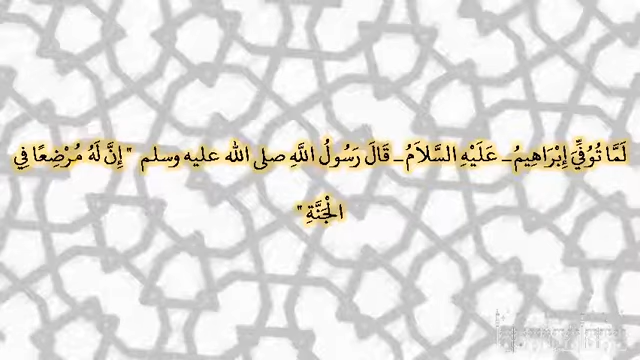 لَمَّا تُوُفِّيَ إِبْرَاهِيمُ ـ عَلَيْهِ السَّلاَمُ ـ قَالَ رَسُولُ اللَّهِ صلى الله عليه وسلم " إِنَّ لَهُ مُرْضِعًا فِي
الْجَنَّةِ "